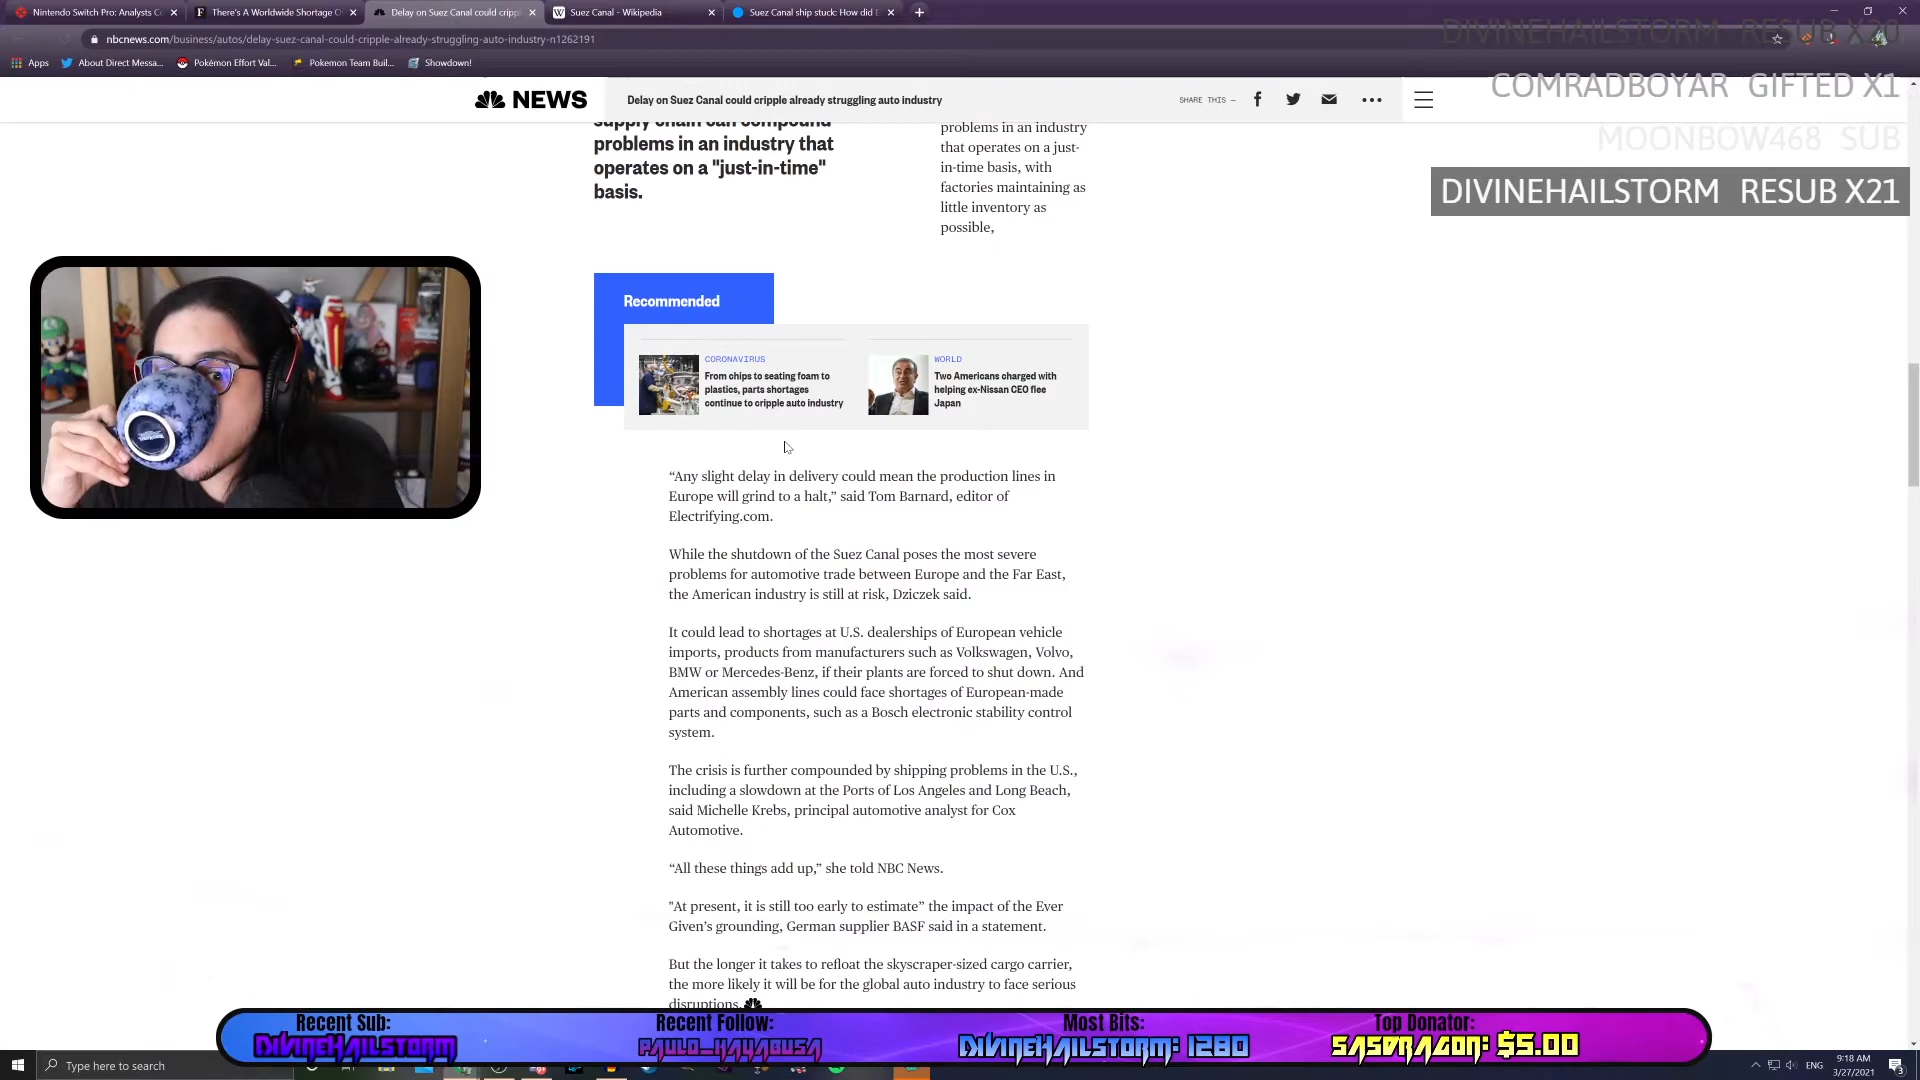 Nintendo Switch Pro: Analysts Co
There's A Worldwide Shortage O
Delay on Suez Canal could crippl
Suez Canal - Wikipedia
Suez Canal ship stuck: How did E
nbcnews.com/business/autos/delay-suez-canal-could-cripple-already-struggling-auto-industry-n1262191
DIVINEHAILSTORM RESUB X20
Apps
About Direct Messa...
Pokémon Effort Val...
Pokemon Team Buil...
Showdown!
NEWS
Delay on Suez Canal could cripple already struggling auto industry
SHARE THIS —
COMRADBOYAR GIFTED X1
MOONBOW468 SUB
DIVINEHAILSTORM RESUB X21
supply chain can compound
problems in an industry that
operates on a "just-in-time"
basis.
problems in an industry
that operates on a just-
in-time basis, with
factories maintaining as
little inventory as
possible,
Recommended
CORONAVIRUS
From chips to seating foam to
plastics, parts shortages
continue to cripple auto industry
WORLD
Two Americans charged with
helping ex-Nissan CEO flee
Japan
“Any slight delay in delivery could mean the production lines in
Europe will grind to a halt,” said Tom Barnard, editor of
Electrifying.com.
While the shutdown of the Suez Canal poses the most severe
problems for automotive trade between Europe and the Far East,
the American industry is still at risk, Dziczek said.
It could lead to shortages at U.S. dealerships of European vehicle
imports, products from manufacturers such as Volkswagen, Volvo,
BMW or Mercedes-Benz, if their plants are forced to shut down. And
American assembly lines could face shortages of European-made
parts and components, such as a Bosch electronic stability control
system.
The crisis is further compounded by shipping problems in the U.S.,
including a slowdown at the Ports of Los Angeles and Long Beach,
said Michelle Krebs, principal automotive analyst for Cox
Automotive.
“All these things add up,” she told NBC News.
"At present, it is still too early to estimate” the impact of the Ever
Given’s grounding, German supplier BASF said in a statement.
But the longer it takes to refloat the skyscraper-sized cargo carrier,
the more likely it will be for the global auto industry to face serious
disruptions.
Recent Sub:
DIVINEHAILSTORM
Recent Follow:
PAULO_HAYABUSA
Most Bits:
DIVINEHAILSTORM: 1280
Top Donator:
SASDRAGON: $5.00
Type here to search
ENG
9:18 AM
3/27/2021
3